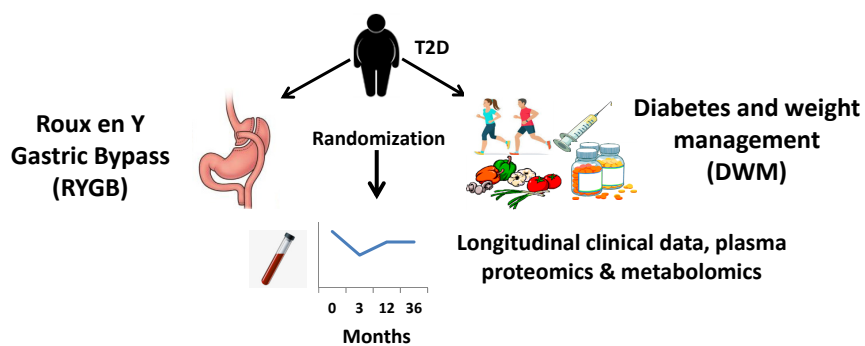 T2D
Roux en Y
Gastric Bypass
(RYGB)
Randomization
Diabetes and weight
management
(DWM)
Longitudinal clinical data, plasma
proteomics & metabolomics
0 3 12 36
Months